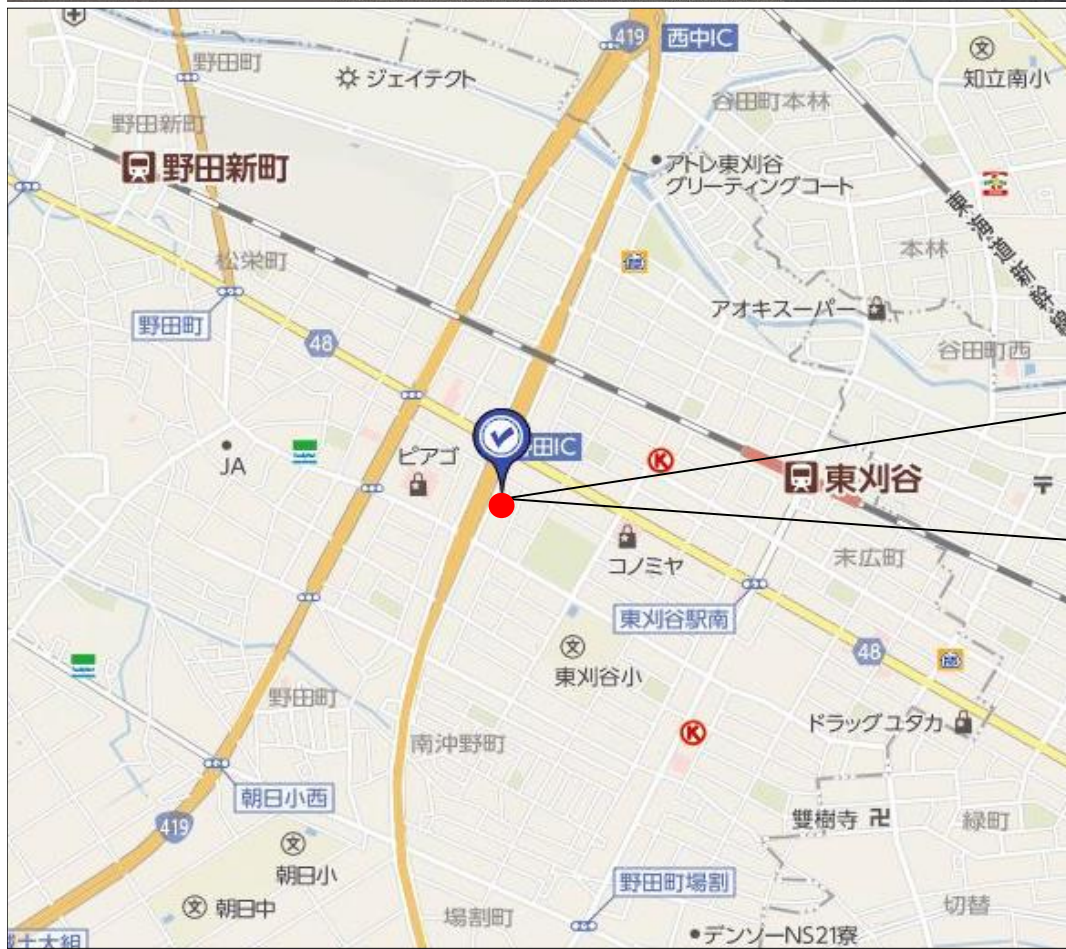 419
西中IC
野田町
ジェイテクト
知立南小
谷田町本林
野田新町
野田新町
アトレ東刈谷
グリーティングコート
東海道新幹線
本林
松栄町
アオキスーパー
野田町
48
谷田町西
JA
ピアゴ
田IC
K
東刈谷
〒
コノミヤ
末広町
東刈谷駅南
文
東刈谷小
48
野田町
ドラッグユタカ
K
南沖野町
朝日小西
419
雙樹寺
緑町
文
朝日小
野田町場割
文
朝日中
場割町
切替
デンソーNS21寮
土大組